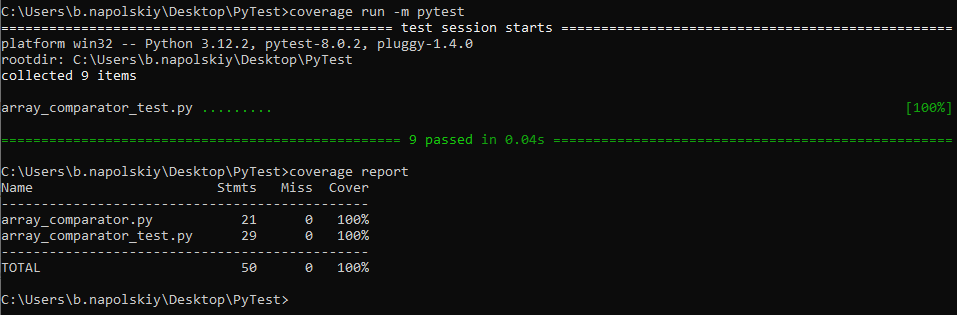 C:\Users\b.napolskiy\Desktop\PyTest>coverage run -m pytest
================================================= test session starts =================================================
platform win32 -- Python 3.12.2, pytest-8.0.2, pluggy-1.4.0
rootdir: C:\Users\b.napolskiy\Desktop\PyTest
collected 9 items
array_comparator_test.py ......... [100%]
================================================== 9 passed in 0.04s ==================================================
C:\Users\b.napolskiy\Desktop\PyTest>coverage report
Name                       Stmts   Miss  Cover
----------------------------------------------
array_comparator.py           21      0   100%
array_comparator_test.py      29      0   100%
----------------------------------------------
TOTAL                         50      0   100%
C:\Users\b.napolskiy\Desktop\PyTest>